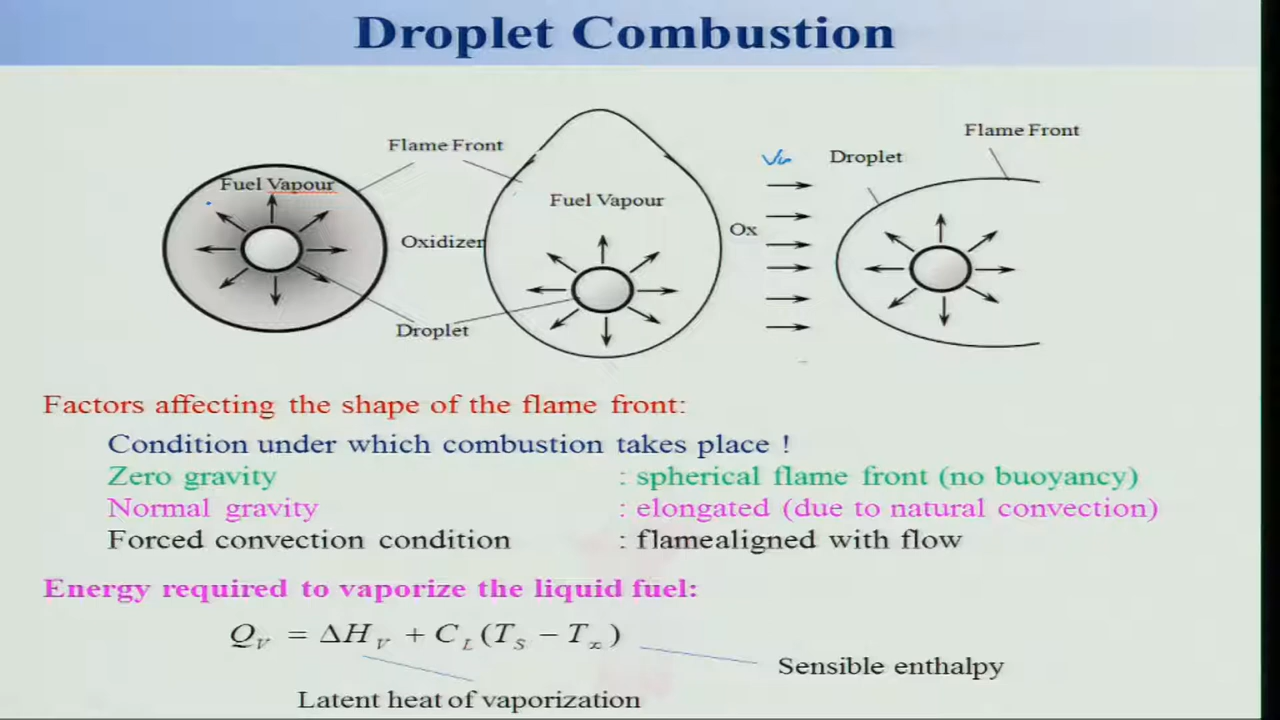 Droplet Combustion
Flame Front
Flame Front
Droplet
Fuel Vapour
Fuel Vapour
Ox
Oxidizer
Droplet
Factors affecting the shape of the flame front:
Condition under which combustion takes place !
Zero gravity : spherical flame front (no buoyancy)
Normal gravity : elongated (due to natural convection)
Forced convection condition : flamealigned with flow
Energy required to vaporize the liquid fuel:
Q_V = ΔH_V + C_L (T_S − T_∞)
Sensible enthalpy
Latent heat of vaporization